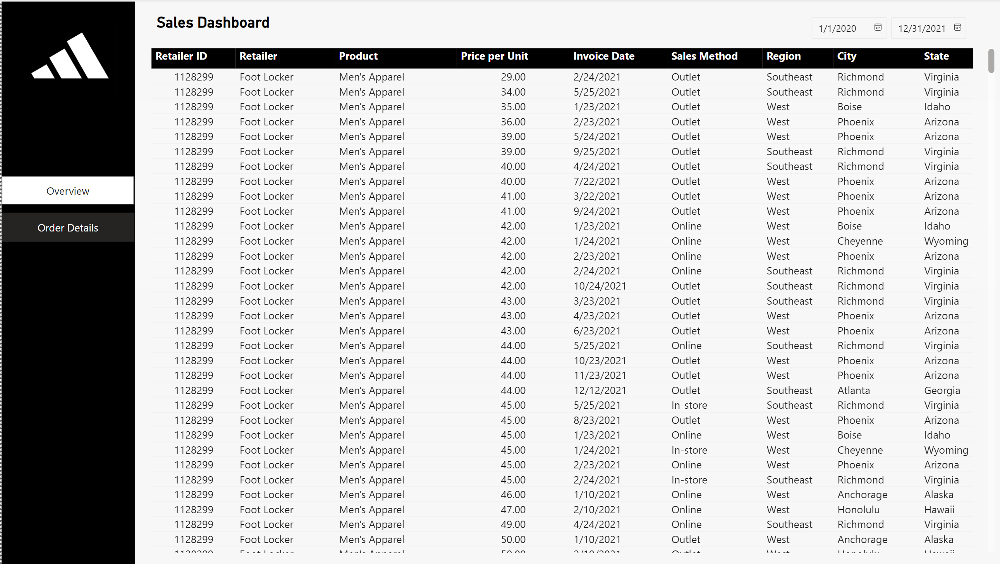 Sales Dashboard
1/1/2020 12/31/2021
Retailer ID Retailer Product Price per Unit Invoice Date Sales Method Region City State
1128299 Foot Locker Men's Apparel 29.00 2/24/2021 Outlet Southeast Richmond Virginia
1128299 Foot Locker Men's Apparel 34.00 5/25/2021 Outlet Southeast Richmond Virginia
1128299 Foot Locker Men's Apparel 35.00 1/23/2021 Outlet West Boise Idaho
1128299 Foot Locker Men's Apparel 36.00 2/23/2021 Outlet West Phoenix Arizona
1128299 Foot Locker Men's Apparel 39.00 5/24/2021 Outlet West Phoenix Arizona
1128299 Foot Locker Men's Apparel 39.00 9/25/2021 Outlet Southeast Richmond Virginia
1128299 Foot Locker Men's Apparel 40.00 4/24/2021 Outlet Southeast Richmond Virginia
1128299 Foot Locker Men's Apparel 40.00 7/22/2021 Outlet West Phoenix Arizona
1128299 Foot Locker Men's Apparel 41.00 3/22/2021 Outlet West Phoenix Arizona
1128299 Foot Locker Men's Apparel 41.00 9/24/2021 Outlet West Phoenix Arizona
1128299 Foot Locker Men's Apparel 42.00 1/23/2021 Online West Boise Idaho
1128299 Foot Locker Men's Apparel 42.00 1/24/2021 Online West Cheyenne Wyoming
1128299 Foot Locker Men's Apparel 42.00 2/23/2021 Online West Phoenix Arizona
1128299 Foot Locker Men's Apparel 42.00 2/24/2021 Online Southeast Richmond Virginia
1128299 Foot Locker Men's Apparel 42.00 10/24/2021 Outlet Southeast Richmond Virginia
1128299 Foot Locker Men's Apparel 43.00 3/23/2021 Outlet Southeast Richmond Virginia
1128299 Foot Locker Men's Apparel 43.00 4/23/2021 Outlet West Phoenix Arizona
1128299 Foot Locker Men's Apparel 43.00 6/23/2021 Outlet West Phoenix Arizona
1128299 Foot Locker Men's Apparel 44.00 5/25/2021 Online Southeast Richmond Virginia
1128299 Foot Locker Men's Apparel 44.00 10/23/2021 Outlet West Phoenix Arizona
1128299 Foot Locker Men's Apparel 44.00 11/23/2021 Outlet West Phoenix Arizona
1128299 Foot Locker Men's Apparel 44.00 12/12/2021 Outlet Southeast Atlanta Georgia
1128299 Foot Locker Men's Apparel 45.00 5/25/2021 In-store Southeast Richmond Virginia
1128299 Foot Locker Men's Apparel 45.00 8/23/2021 Outlet West Phoenix Arizona
1128299 Foot Locker Men's Apparel 45.00 1/23/2021 Online West Boise Idaho
1128299 Foot Locker Men's Apparel 45.00 1/24/2021 In-store West Cheyenne Wyoming
1128299 Foot Locker Men's Apparel 45.00 2/23/2021 Online West Phoenix Arizona
1128299 Foot Locker Men's Apparel 45.00 2/24/2021 In-store Southeast Richmond Virginia
1128299 Foot Locker Men's Apparel 46.00 1/10/2021 Online West Anchorage Alaska
1128299 Foot Locker Men's Apparel 47.00 2/10/2021 Online West Honolulu Hawaii
1128299 Foot Locker Men's Apparel 49.00 4/24/2021 Online Southeast Richmond Virginia
1128299 Foot Locker Men's Apparel 50.00 1/10/2021 Outlet West Anchorage Alaska
Overview
Order Details